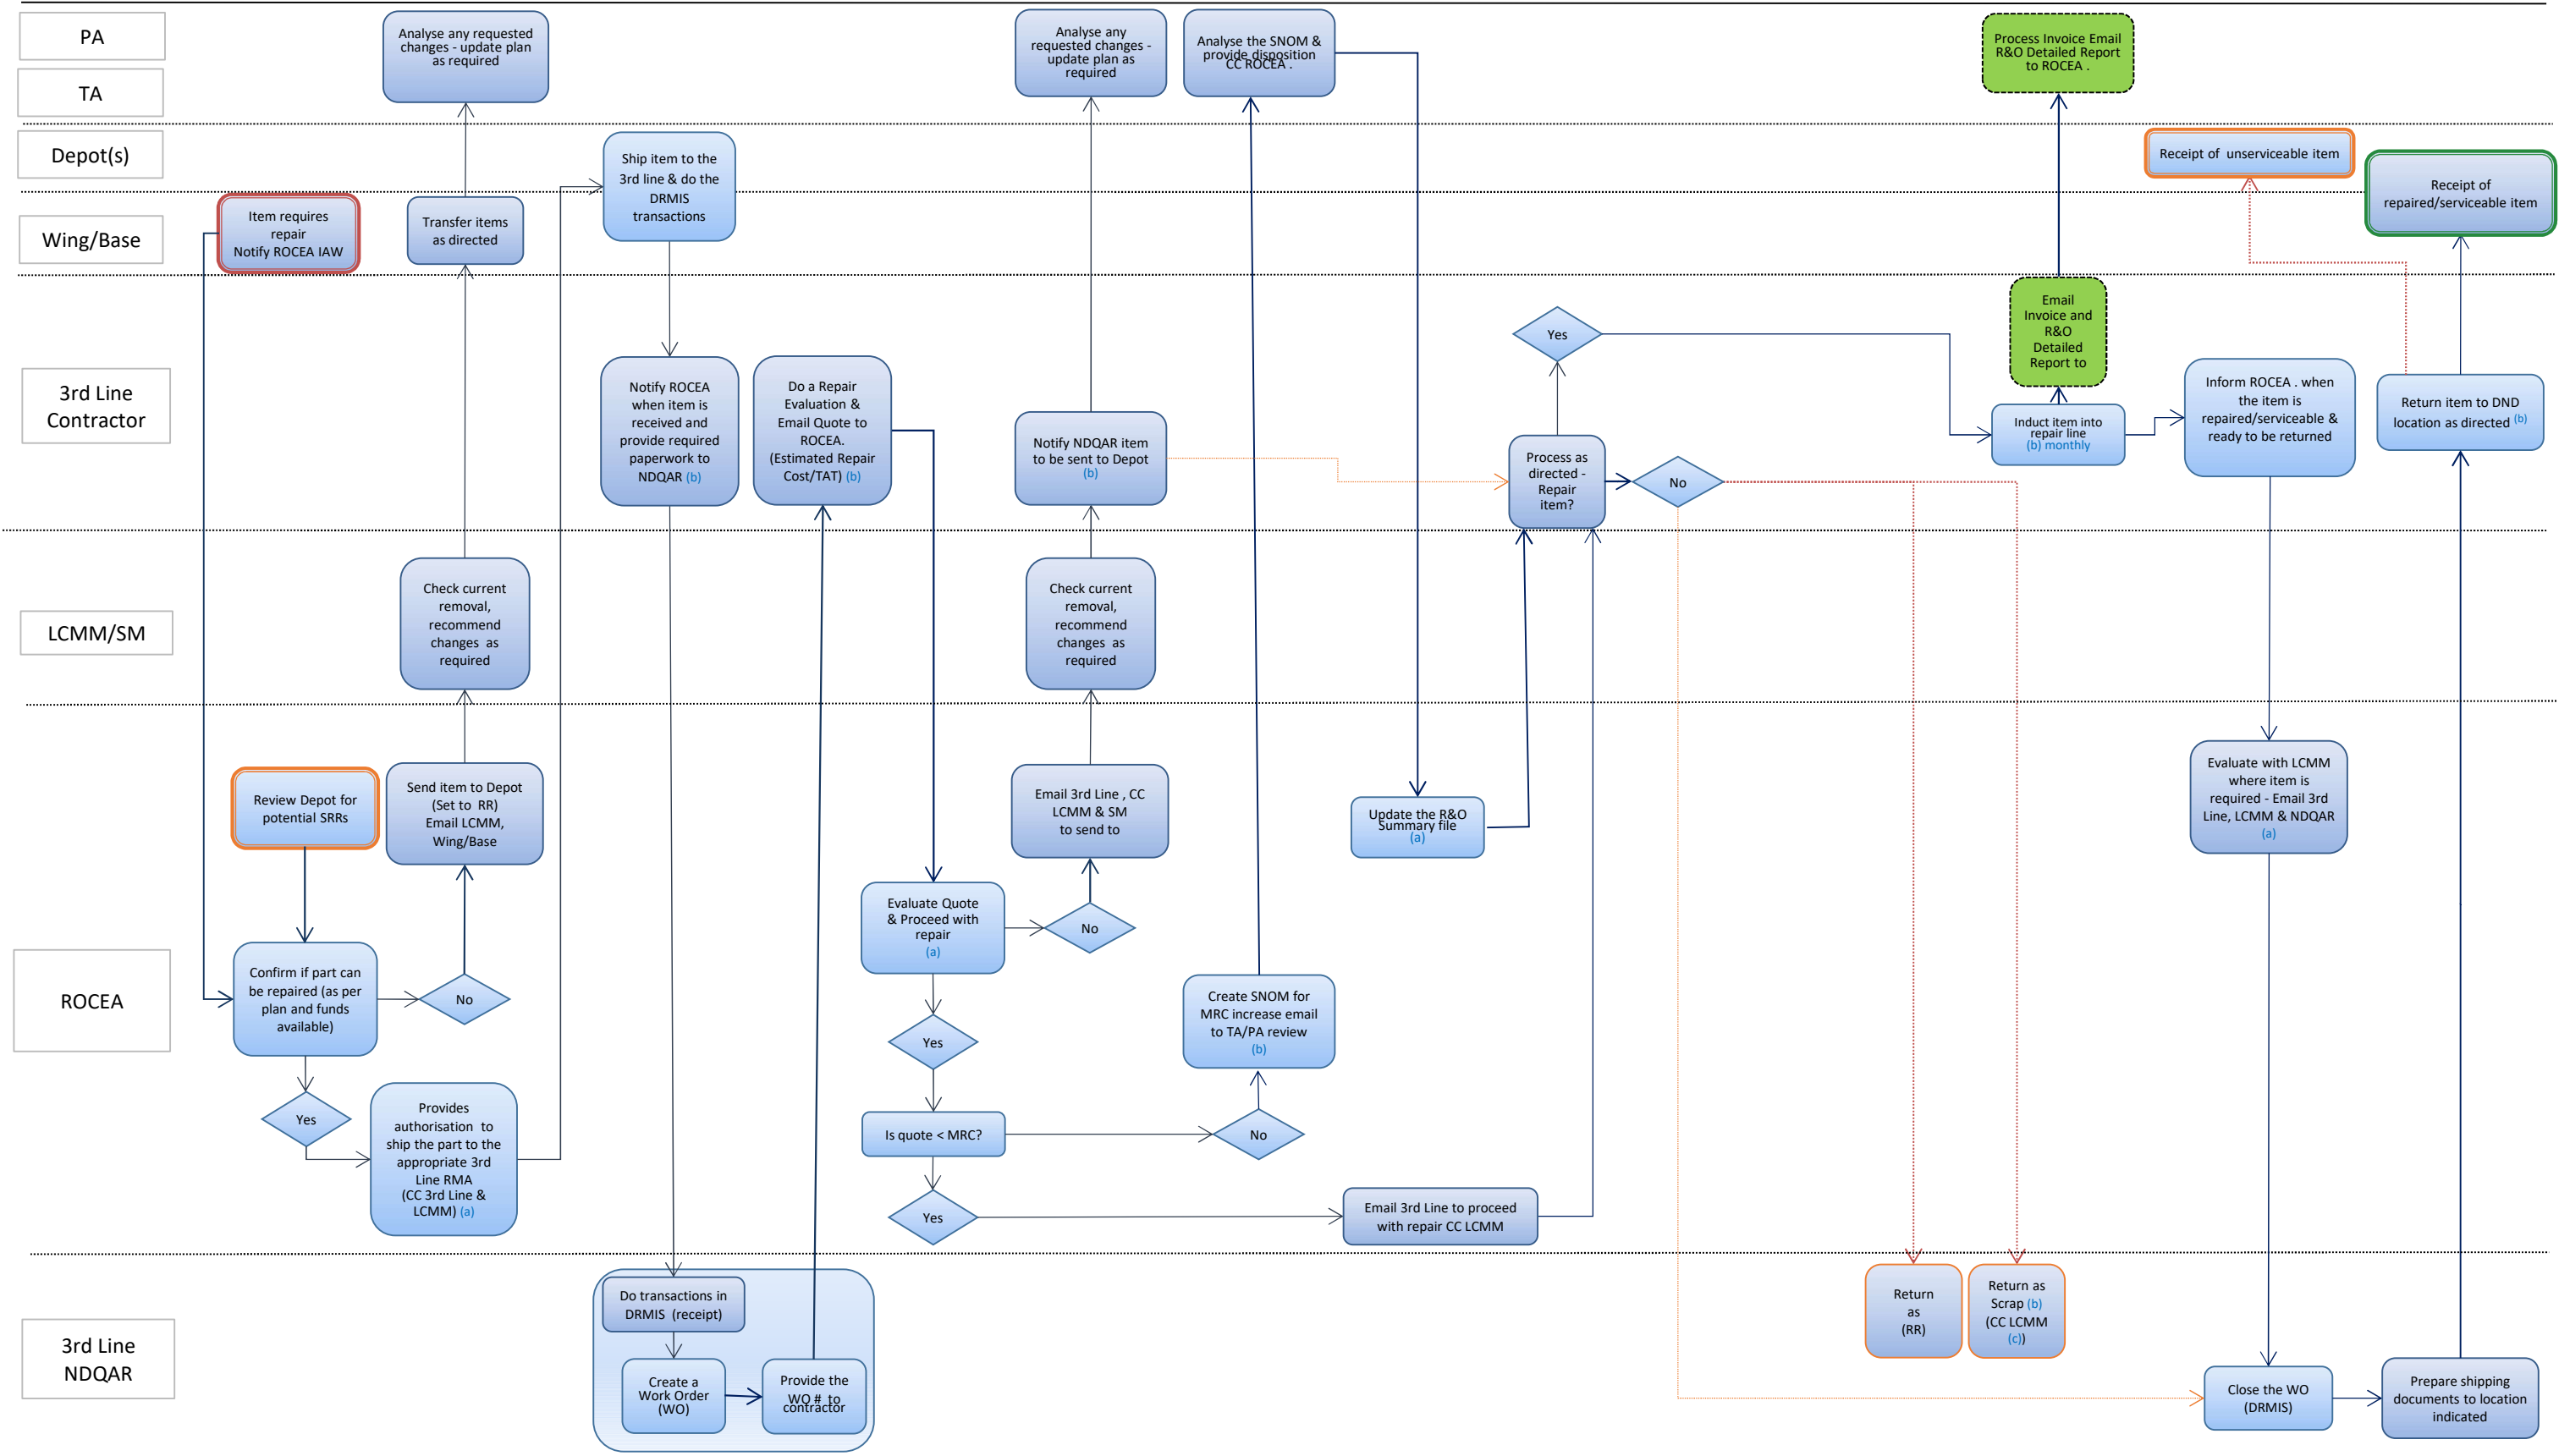 PA
TA
Depot(s)
Wing/Base
3rd Line
Contractor
LCMM/SM
ROCEA
3rd Line
NDQAR
Item requires
repair
Notify ROCEA IAW
Review Depot for
potential SRRs
Confirm if part can
be repaired (as per
plan and funds
available)
Yes
No
Provides
authorisation to
ship the part to the
appropriate 3rd
Line RMA
(CC 3rd Line &
LCMM) (a)
Send item to Depot
(Set to RR)
Email LCMM,
Wing/Base
Check current
removal,
recommend
changes as
required
Transfer items
as directed
Analyse any requested
changes - update plan
as required
Ship item to the
3rd line & do the
DRMIS
transactions
Notify ROCEA
when item is
received and
provide required
paperwork to
NDQAR (b)
Do transactions in
DRMIS (receipt)
Create a
Work Order
(WO)
Provide the
WO # to
contractor
Do a Repair
Evaluation &
Email Quote to
ROCEA.
(Estimated Repair
Cost/TAT) (b)
Evaluate Quote
& Proceed with
repair
(a)
No
Yes
Is quote < MRC?
Yes
No
Email 3rd Line , CC
LCMM & SM
to send to
Check current
removal,
recommend
changes as
required
Notify NDQAR item
to be sent to Depot
(b)
Analyse any
requested changes -
update plan as
required
Create SNOM for
MRC increase email
to TA/PA review
(b)
Analyse the SNOM &
provide disposition
CC ROCEA .
Update the R&O
Summary file
(a)
Email 3rd Line to proceed
with repair CC LCMM
Process as
directed -
Repair
item?
Yes
No
Return
as
(RR)
Return as
Scrap (b)
(CC LCMM
(c))
Induct item into
repair line
(b) monthly
Email
Invoice and
R&O
Detailed
Report to
Process Invoice Email
R&O Detailed Report
to ROCEA .
Inform ROCEA . when
the item is
repaired/serviceable &
ready to be returned
Evaluate with LCMM
where item is
required - Email 3rd
Line, LCMM & NDQAR
(a)
Close the WO
(DRMIS)
Prepare shipping
documents to location
indicated
Return item to DND
location as directed (b)
Receipt of unserviceable item
Receipt of
repaired/serviceable item